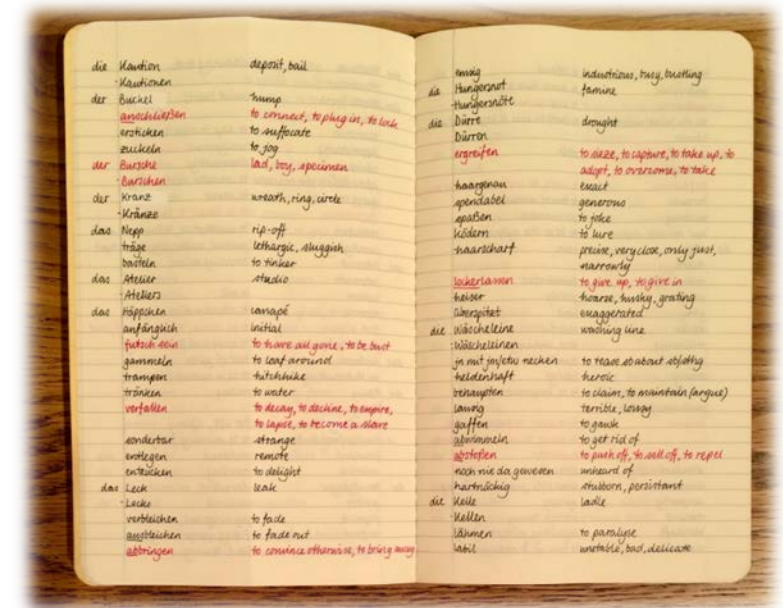 die Kaution deposit, bail
-Kautionen
der Buckel hump
anschließen to connect, to plug in, to lock
ersticken to suffocate
zuckeln to jog
der Bursche lad, boy, specimen
-Burschen
der Kranz wreath, ring, circle
-Kränze
das Nepp rip-off
träge lethargic, sluggish
basteln to tinker
das Atelier studio
-Ateliers
das Häppchen canapé
anfänglich initial
futsch sein to have all gone, to be bust
gammeln to loaf around
trampen hitchhike
tränken to water
verfallen to decay, to decline, to expire,
to lapse, to become a slave
sonderbar strange
entlegen remote
entzücken to delight
das Leck leak
-Lecks
verbleichen to fade
ausbleichen to fade out
abbringen to convince otherwise, to bring away
emsig industrious, busy, bustling
die Hungersnot famine
-Hungersnöte
die Dürre drought
Dürren
ergreifen to seize, to capture, to take up, to
adopt, to overcome, to take
haargenau exact
spendabel generous
spaßen to joke
ködern to lure
haarscharf precise, very close, only just,
narrowly
lockerlassen to give up, to give in
heiser hoarse, husky, grating
überspitzt exaggerated
die Wäscheleine washing line
-Wäscheleinen
jn mit jm/etw necken to tease sb about sb/sthg
heldenhaft heroic
behaupten to claim, to maintain (argue)
lausig terrible, lousy
gaffen to gawk
abwimmeln to get rid of
abstoßen to push off, to sell off, to repel
noch nie da gewesen unheard of
hartnäckig stubborn, persistant
die Kelle ladle
-Kellen
lähmen to paralyse
labil unstable, bad, delicate